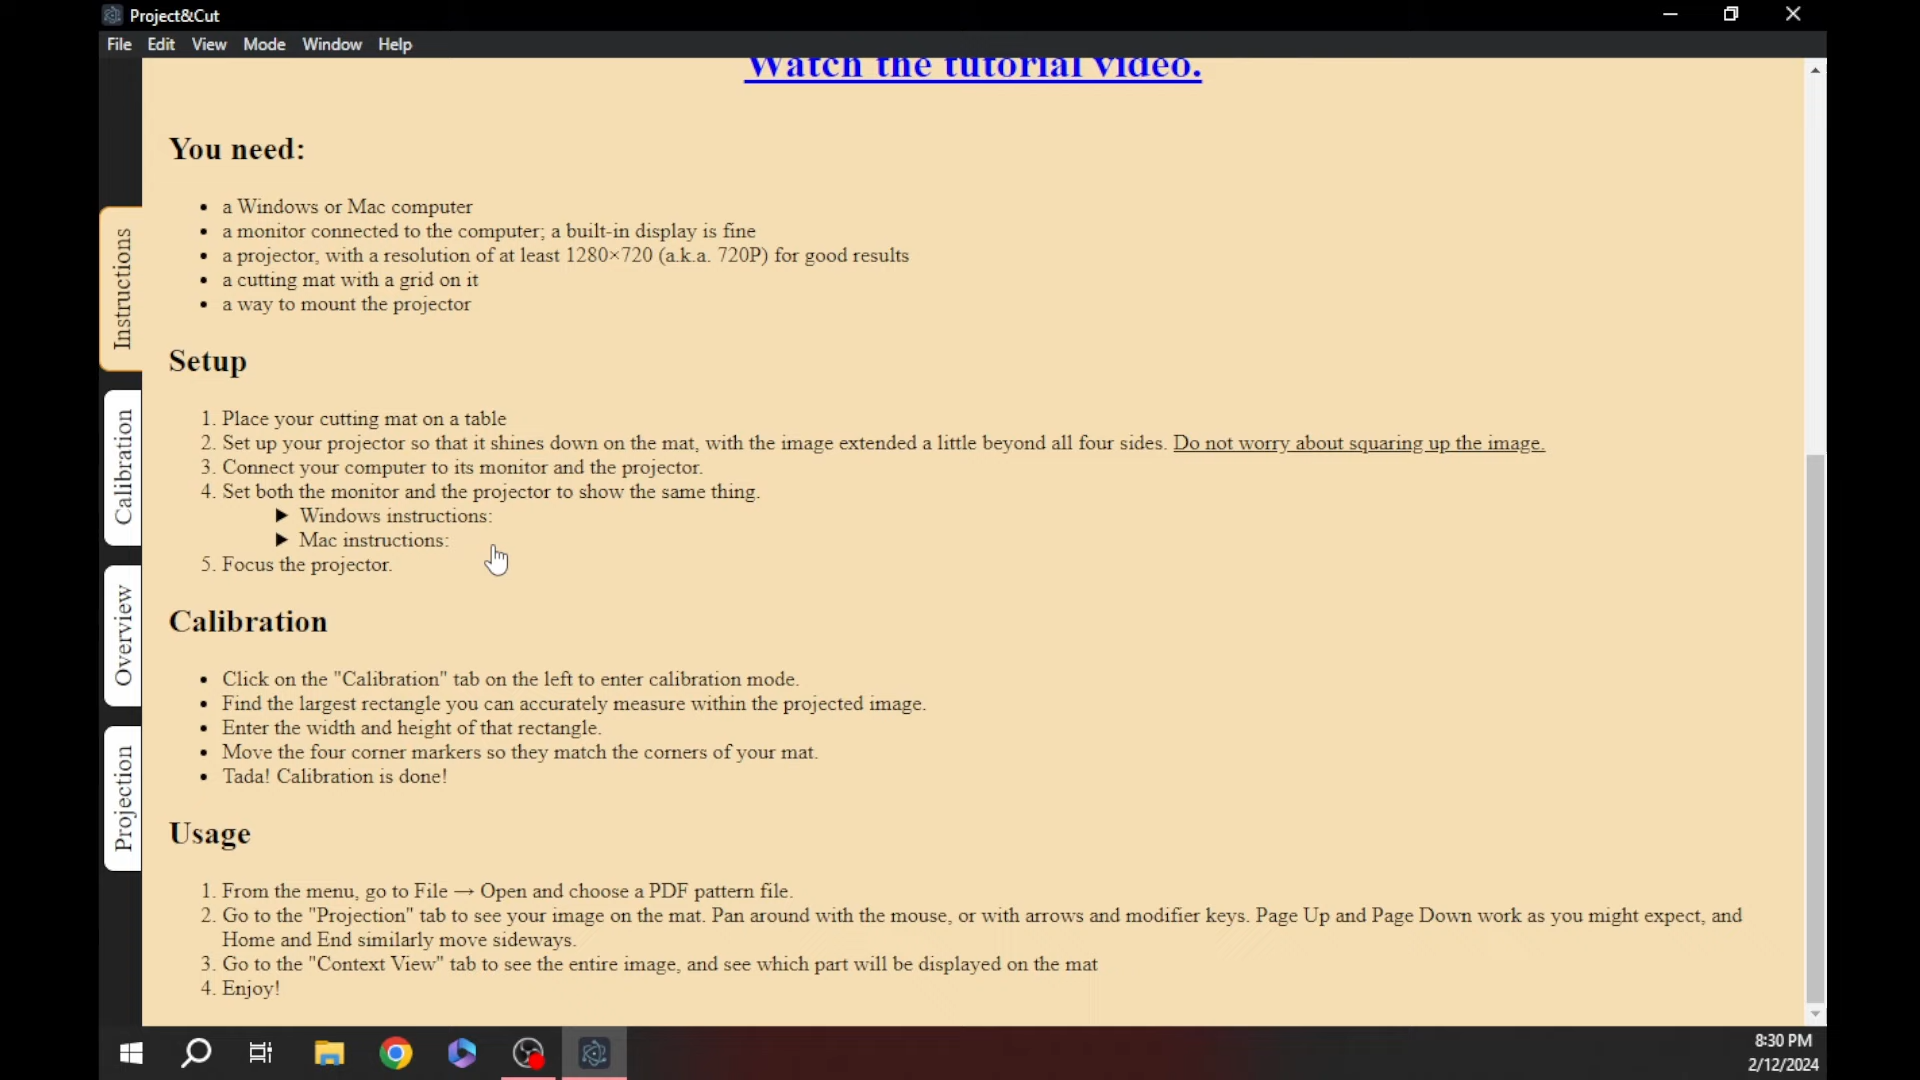 Project&Cut
File Edit View Mode Window Help
Watch the tutorial video.
You need:
• a Windows or Mac computer
• a monitor connected to the computer; a built-in display is fine
• a projector, with a resolution of at least 1280×720 (a.k.a. 720P) for good results
• a cutting mat with a grid on it
• a way to mount the projector
Setup
1. Place your cutting mat on a table
2. Set up your projector so that it shines down on the mat, with the image extended a little beyond all four sides. Do not worry about squaring up the image.
3. Connect your computer to its monitor and the projector.
4. Set both the monitor and the projector to show the same thing.
▶ Windows instructions:
▶ Mac instructions:
5. Focus the projector.
Calibration
• Click on the "Calibration" tab on the left to enter calibration mode.
• Find the largest rectangle you can accurately measure within the projected image.
• Enter the width and height of that rectangle.
• Move the four corner markers so they match the corners of your mat.
• Tada! Calibration is done!
Usage
1. From the menu, go to File → Open and choose a PDF pattern file.
2. Go to the "Projection" tab to see your image on the mat. Pan around with the mouse, or with arrows and modifier keys. Page Up and Page Down work as you might expect, and
Home and End similarly move sideways.
3. Go to the "Context View" tab to see the entire image, and see which part will be displayed on the mat
4. Enjoy!
Instructions
Calibration
Overview
Projection
8:30 PM
2/12/2024